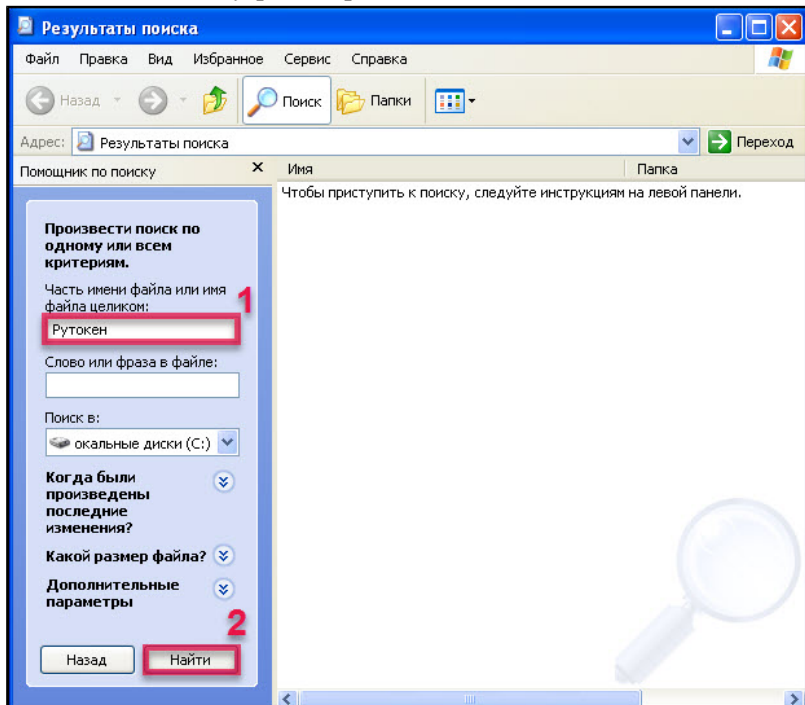 Результаты поиска
Файл Правка Вид Избранное Сервис Справка
Назад Поиск Папки
Адрес: Результаты поиска Переход
Помощник по поиску Имя Папка
Чтобы приступить к поиску, следуйте инструкциям на левой панели.
Произвести поиск по
одному или всем
критериям.
Часть имени файла или имя
файла целиком:
1
Рутокен
Слово или фраза в файле:
Поиск в:
окальные диски (C:)
Когда были
произведены
последние
изменения?
Какой размер файла?
Дополнительные
параметры
2
Назад Найти